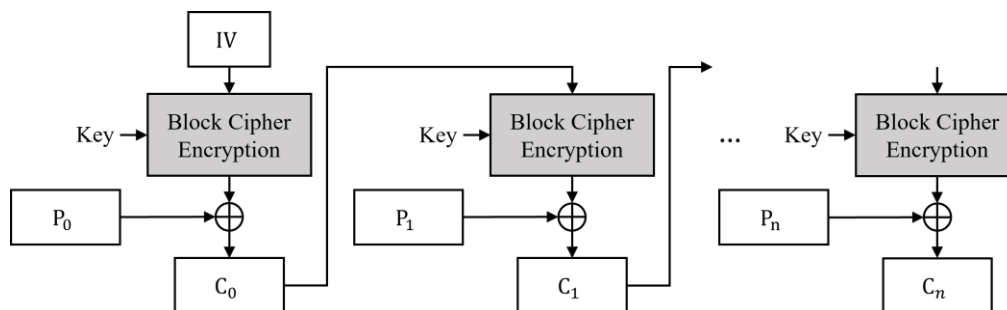 IV
Key
Block Cipher
Encryption
Key
Block Cipher
Encryption
...
Key
Block Cipher
Encryption
P₀
P₁
Pₙ
C₀
C₁
Cₙ